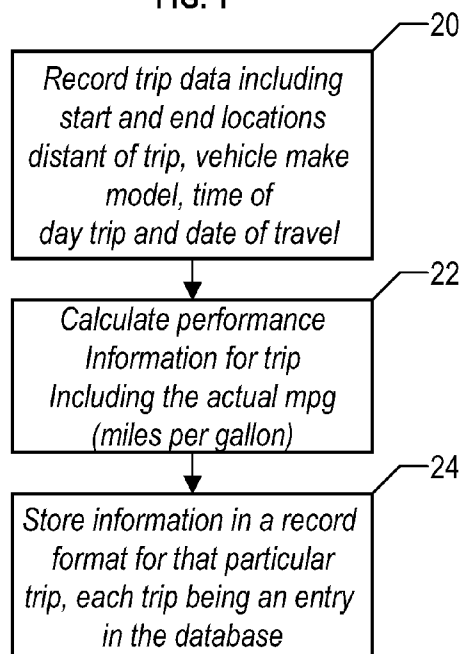 FIG. 1
20
Record trip data including
start and end locations
distant of trip, vehicle make
model, time of
day trip and date of travel
22
Calculate performance
Information for trip
Including the actual mpg
(miles per gallon)
24
Store information in a record
format for that particular
trip, each trip being an entry
in the database